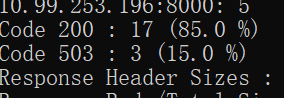 10.99.253.196:8000: 5
Code 200 : 17 (85.0 %)
Code 503 : 3 (15.0 %)
Response Header Sizes :